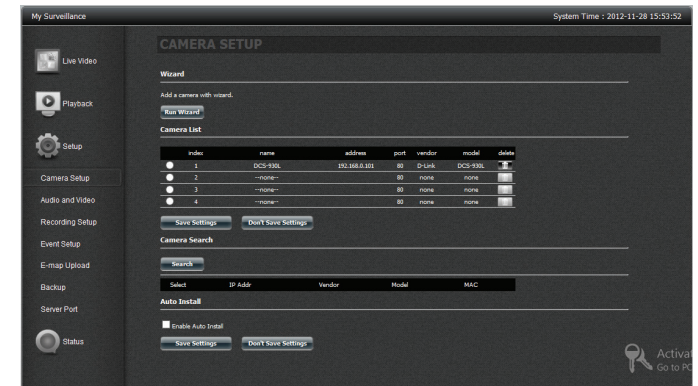 My Surveillance System Time : 2012-11-28 15:53:52
CAMERA SETUP
Live Video
Playback
Setup
Camera Setup
Audio and Video
Recording Setup
Event Setup
E-map Upload
Backup
Server Port
Status
Wizard
Add a camera with wizard.
Run Wizard
Camera List
index name address port vendor model delete
1 DCS-930L 192.168.0.101 80 D-Link DCS-930L
2 --none-- 80 none none
3 --none-- 80 none none
4 --none-- 80 none none
Save Settings Don't Save Settings
Camera Search
Search
Select IP Addr Vendor Model MAC
Auto Install
Enable Auto Install
Save Settings Don't Save Settings
Activat
Go to PC